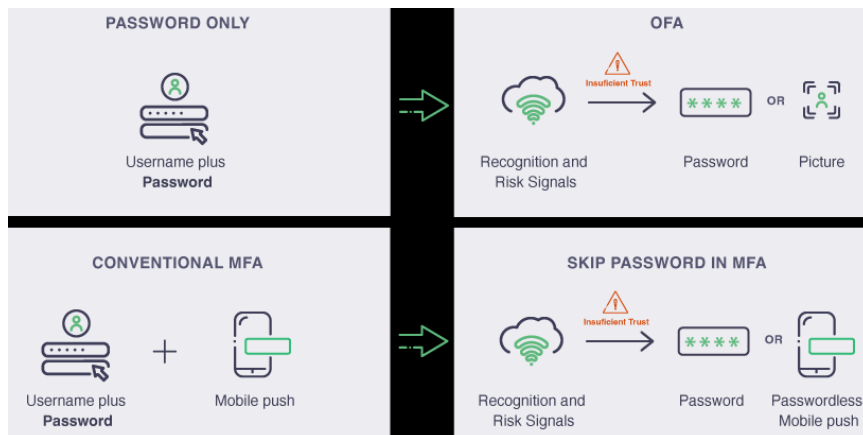 PASSWORD ONLY
Username plus
Password
OFA
Insuficient Trust
* * * *
OR
Recognition and
Risk Signals
Password
Picture
CONVENTIONAL MFA
+
Username plus
Password
Mobile push
SKIP PASSWORD IN MFA
Insuficient Trust
* * * *
OR
Recognition and
Risk Signals
Password
Passwordless
Mobile push